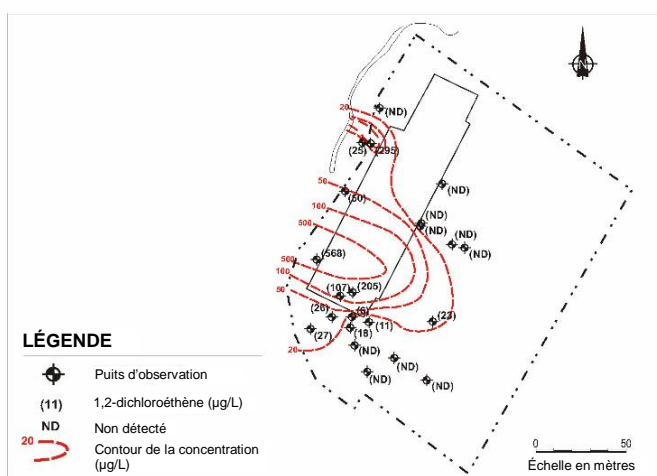 N
20
(ND)
(25)
(295)
50
(50)
(ND)
100
(ND)
(ND)
500
(ND)
(ND)
(568)
500
100
(107)
(205)
50
(26)
(6)
(11)
(23)
(27)
(18)
20
(ND)
(ND)
(ND)
(ND)
LÉGENDE
Puits d'observation
(11) 1,2-dichloroéthène (µg/L)
ND Non détecté
20 Contour de la concentration
(µg/L)
0 50
Échelle en mètres